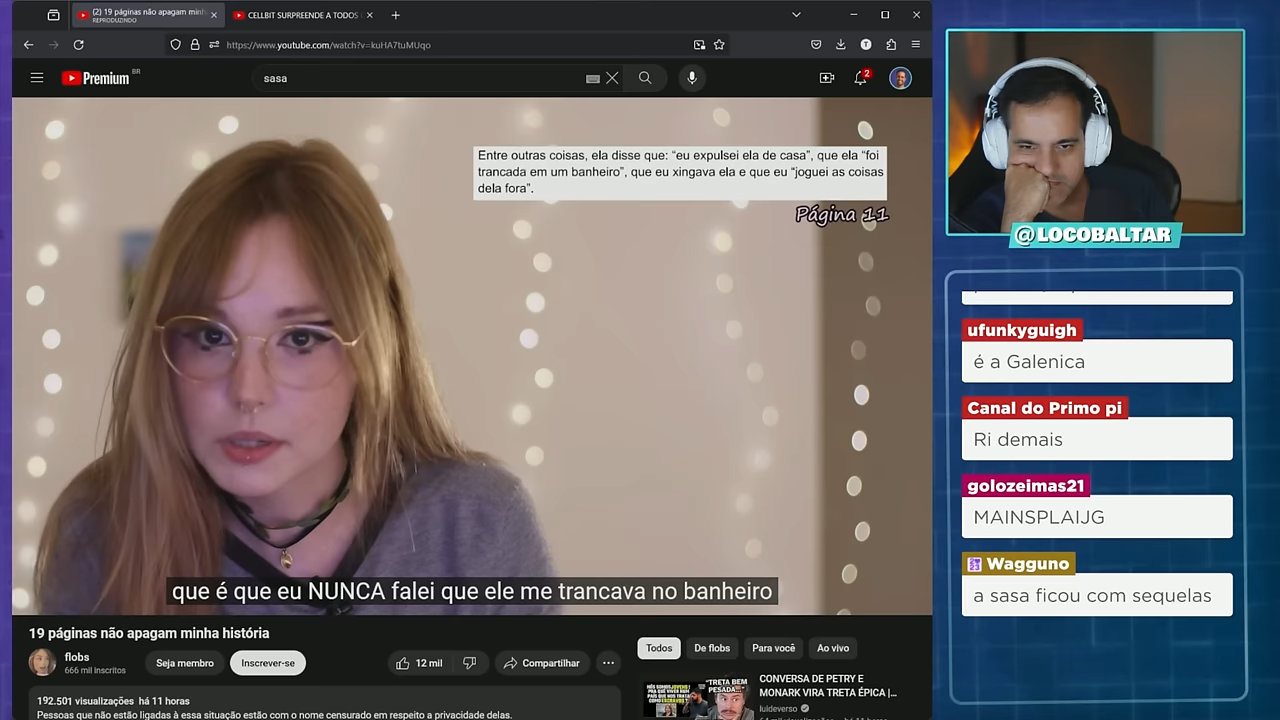 (2) 19 páginas não apagam minh
REPRODUZINDO
CELLBIT SURPREENDE A TODOS
https://www.youtube.com/watch?v=kuHA7tuMUqo
Premium BR
sasa
2
Entre outras coisas, ela disse que: “eu expulsei ela de casa”, que ela “foi
trancada em um banheiro”, que eu xingava ela e que eu “joguei as coisas
dela fora”.
Página 11
que é que eu NUNCA falei que ele me trancava no banheiro
19 páginas não apagam minha história
flobs
666 mil inscritos
Seja membro
Inscrever-se
12 mil
Compartilhar
192.501 visualizações há 11 horas
Pessoas que não estão ligadas à essa situação estão com o nome censurado em respeito a privacidade delas.
Todos
De flobs
Para você
Ao vivo
"TRETA BEM
PESADA..."
CONVERSA DE PETRY E
MONARK VIRA TRETA ÉPICA |...
luideverso
@LOCOBALTAR
ufunkyguigh
é a Galenica
Canal do Primo pi
Ri demais
golozeimas21
MAINSPLAIJG
Wagguno
a sasa ficou com sequelas